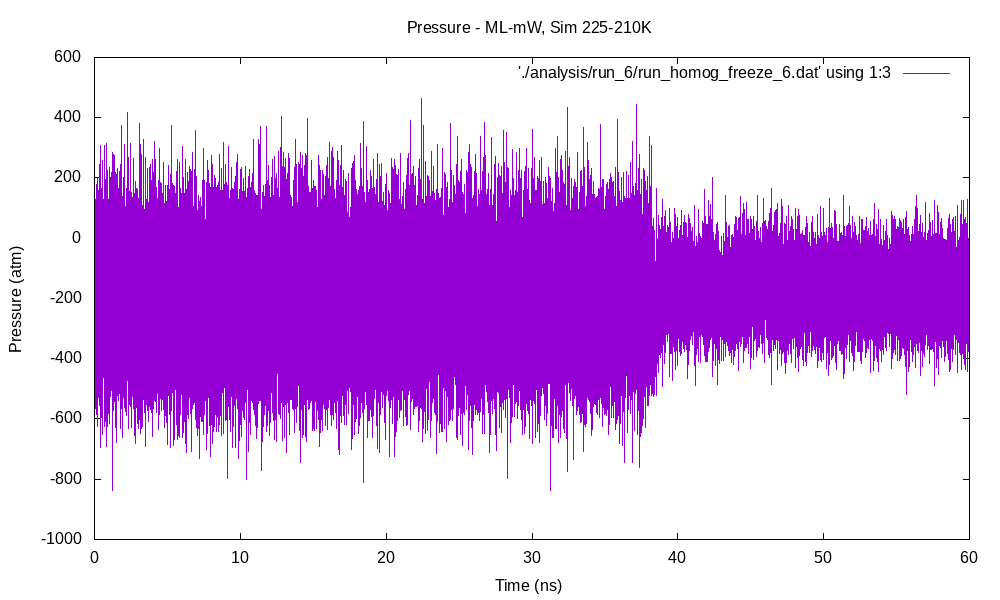 Pressure - ML-mW, Sim 225-210K
'./analysis/run_6/run_homog_freeze_6.dat' using 1:3
Pressure (atm)
600
400
200
0
-200
-400
-600
-800
-1000
0 10 20 30 40 50 60
Time (ns)